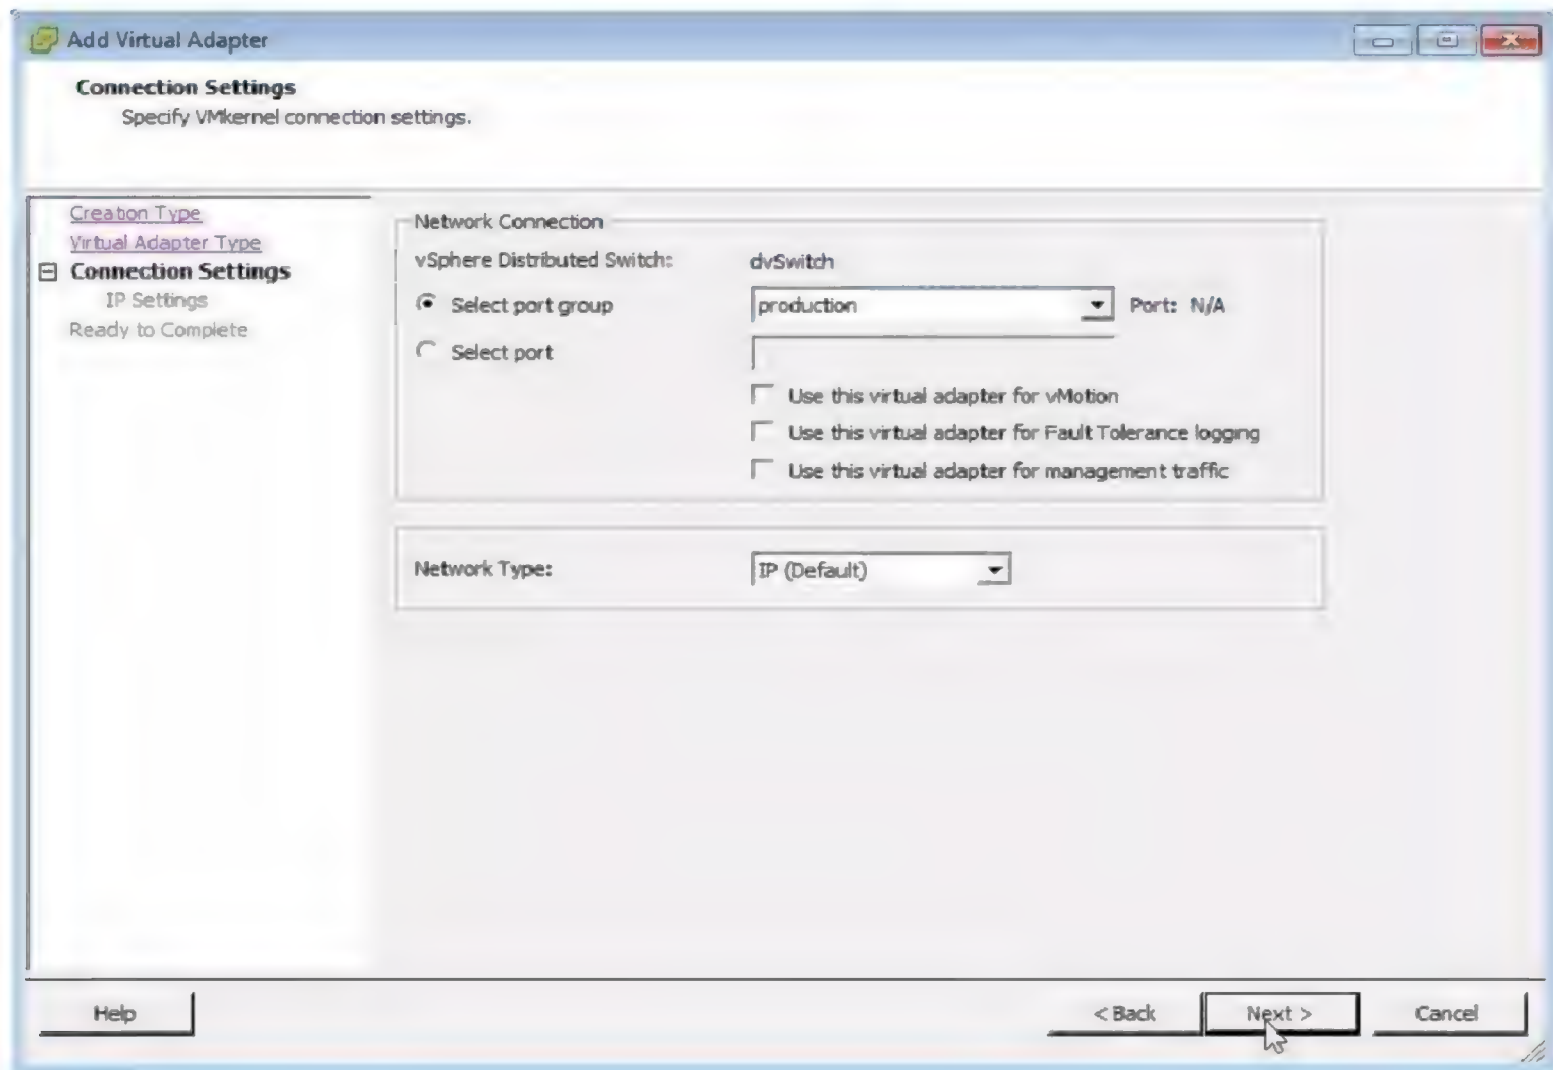 Add Virtual Adapter
Connection Settings
Specify VMkernel connection settings.
Creation Type
Virtual Adapter Type
Connection Settings
IP Settings
Ready to Complete
Network Connection
vSphere Distributed Switch: dvSwitch
Select port group production Port: N/A
Select port
Use this virtual adapter for vMotion
Use this virtual adapter for Fault Tolerance logging
Use this virtual adapter for management traffic
Network Type: IP (Default)
Help < Back Next > Cancel